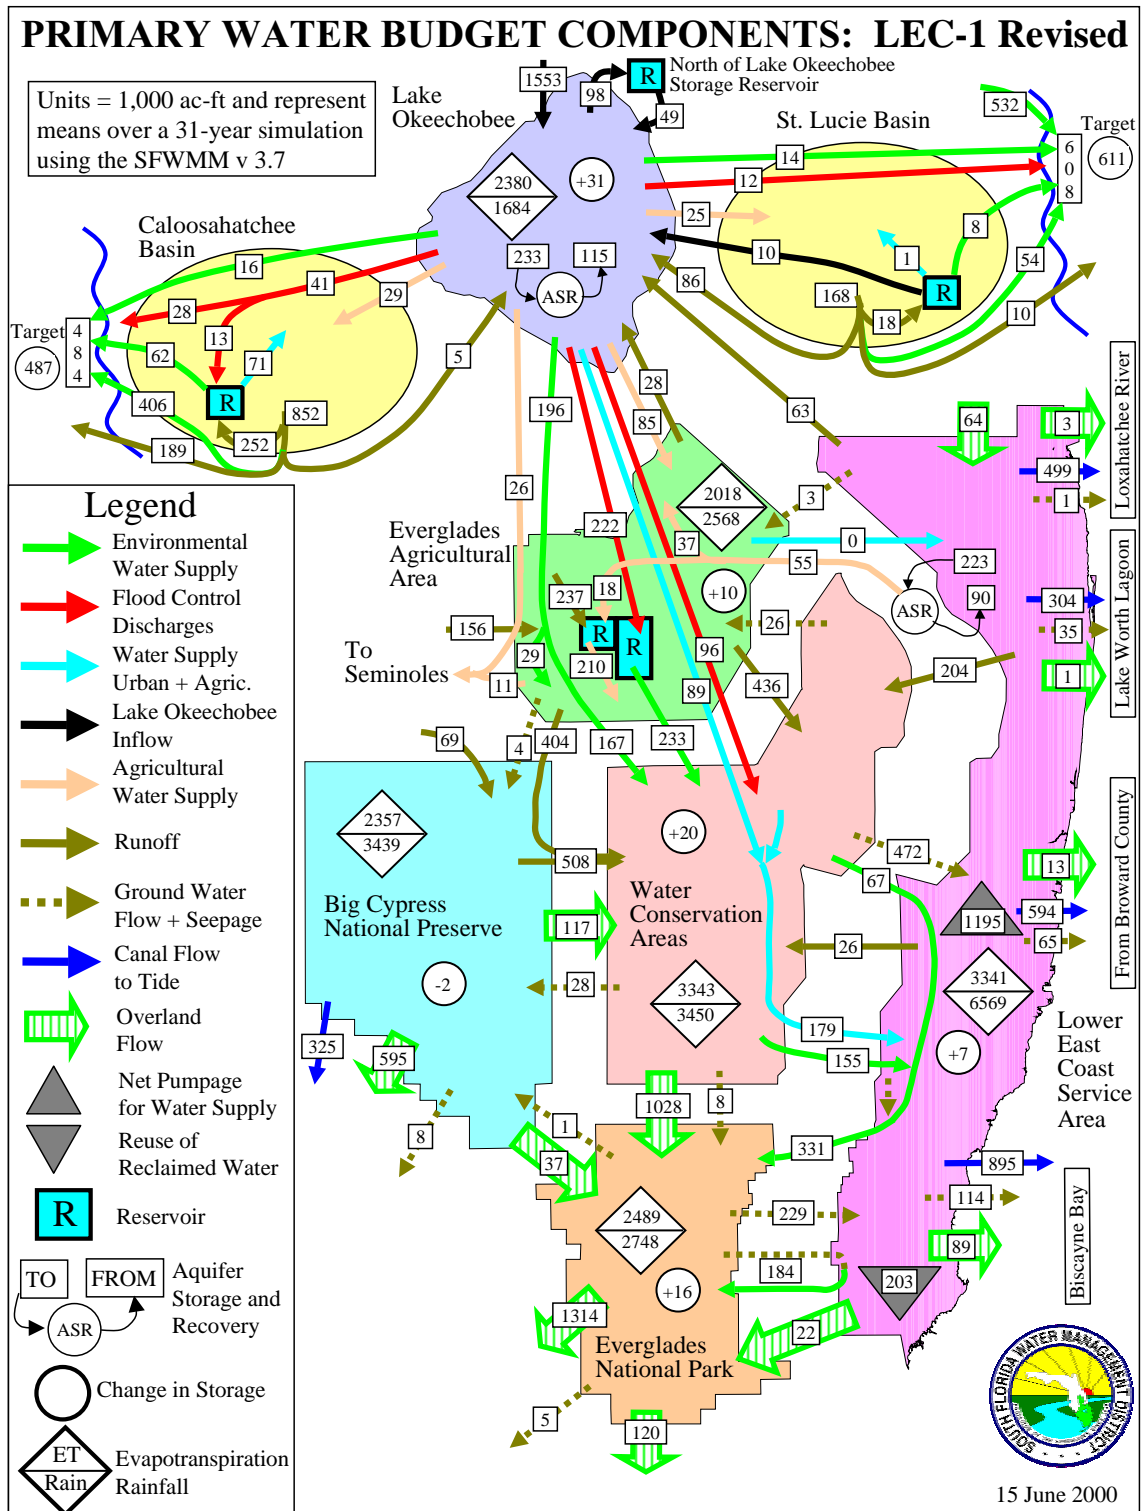 PRIMARY WATER BUDGET COMPONENTS: LEC-1 Revised
Units = 1,000 ac-ft and represent
means over a 31-year simulation
using the SFWMM v 3.7
Lake
Okeechobee
1553
98
R
North of Lake Okeechobee
Storage Reservoir
49
532
St. Lucie Basin
Target
611
6
0
8
14
12
25
2380
1684
+31
8
1
54
10
R
86
168
18
10
233
115
ASR
Caloosahatchee
Basin
16
41
28
29
Target
487
4
8
4
13
62
71
R
406
852
252
189
5
63
28
85
196
26
64
3
499
1
Loxahatchee River
Legend
Environmental
Water Supply
Flood Control
Discharges
Water Supply
Urban + Agric.
Lake Okeechobee
Inflow
Agricultural
Water Supply
Runoff
Ground Water
Flow + Seepage
Canal Flow
to Tide
Overland
Flow
Net Pumpage
for Water Supply
Reuse of
Reclaimed Water
R
Reservoir
TO
FROM
ASR
Aquifer
Storage and
Recovery
Change in Storage
ET
Rain
Evapotranspiration
Rainfall
Everglades
Agricultural
Area
2018
2568
3
222
37
0
55
223
90
ASR
18
237
+10
26
R
R
210
96
89
156
29
To
Seminoles
11
436
204
304
35
1
Lake Worth Lagoon
69
4
404
167
233
2357
3439
Big Cypress
National Preserve
-2
508
117
28
+20
Water
Conservation
Areas
3343
3450
472
67
26
179
155
1195
3341
6569
+7
13
594
65
From Broward County
Lower
East
Coast
Service
Area
325
595
8
1
37
1028
8
331
895
114
89
Biscayne Bay
2489
2748
229
184
+16
203
22
1314
Everglades
National Park
5
120
SOUTH FLORIDA WATER MANAGEMENT DISTRICT
15 June 2000